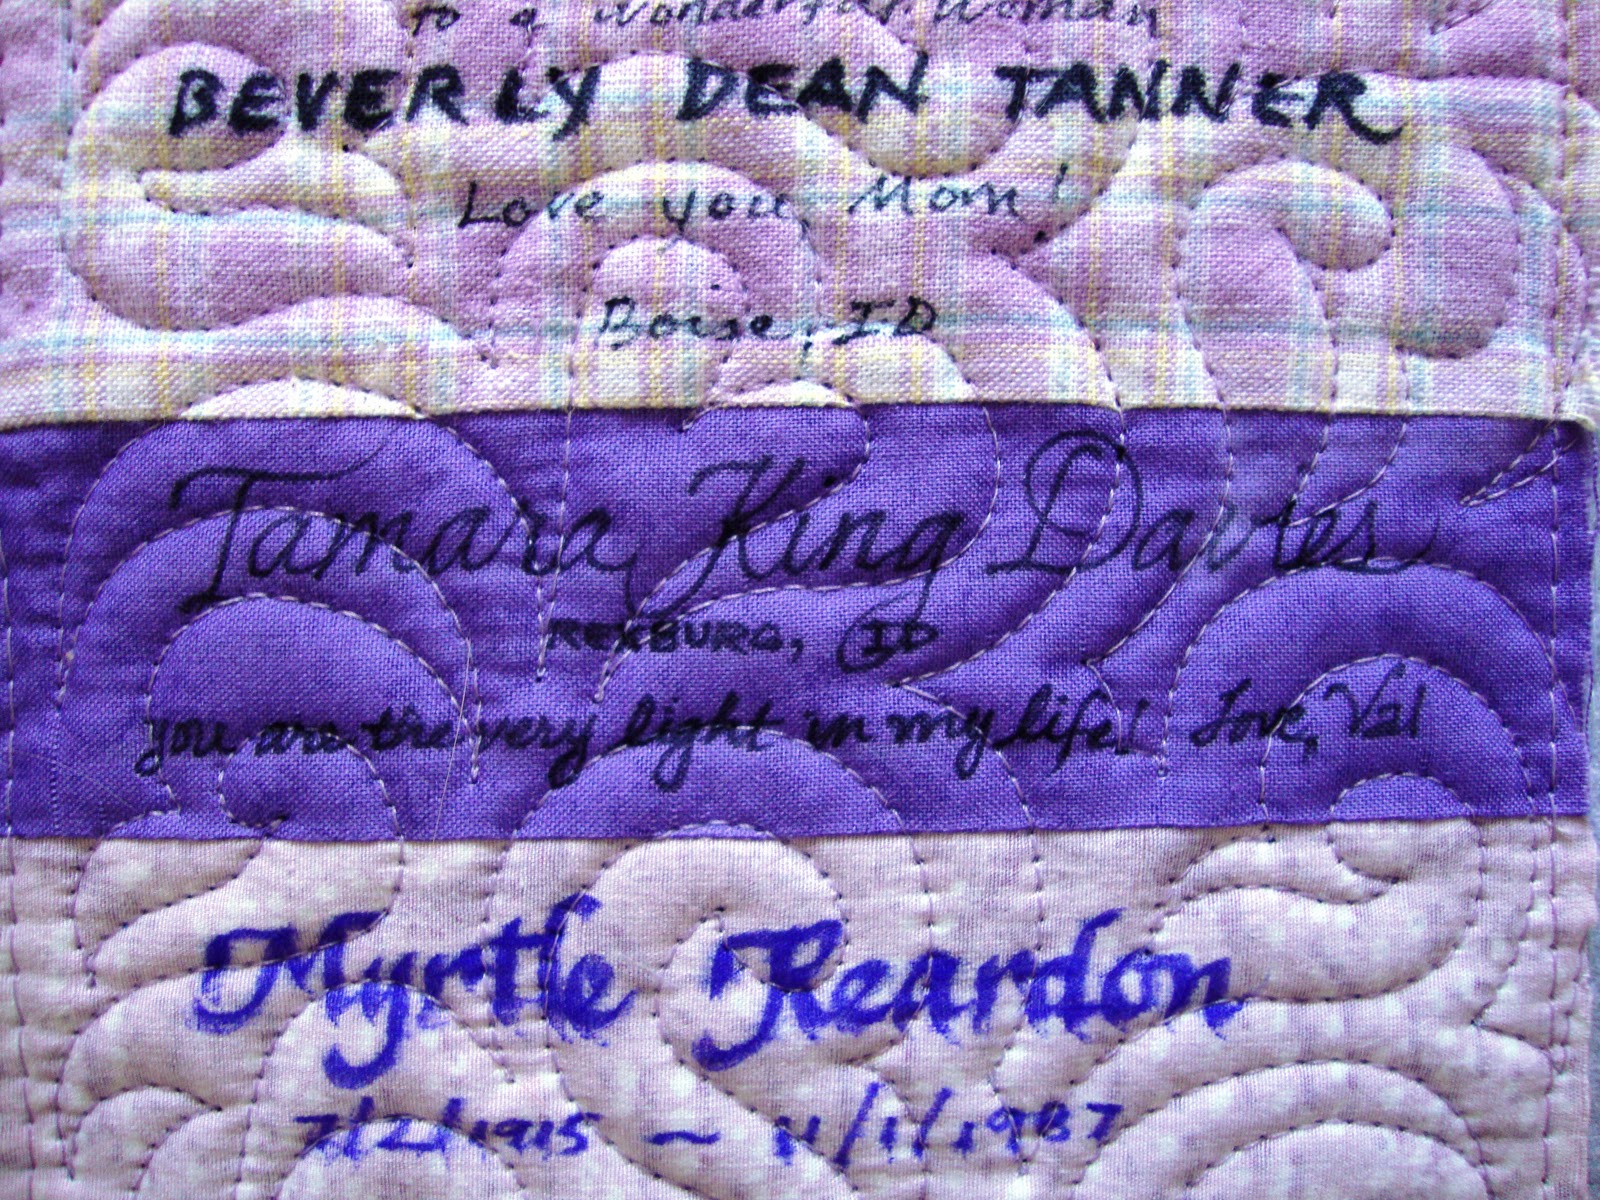 To a wonderful woman
BEVERLY DEAN TANNER
Love you, Mom!
Boise, ID
Tamara King Davies
REXBURG, ID
you are the very light in my life! Love, Val
Myrtle Reardon
7/2/1915 ~ 11/1/1987